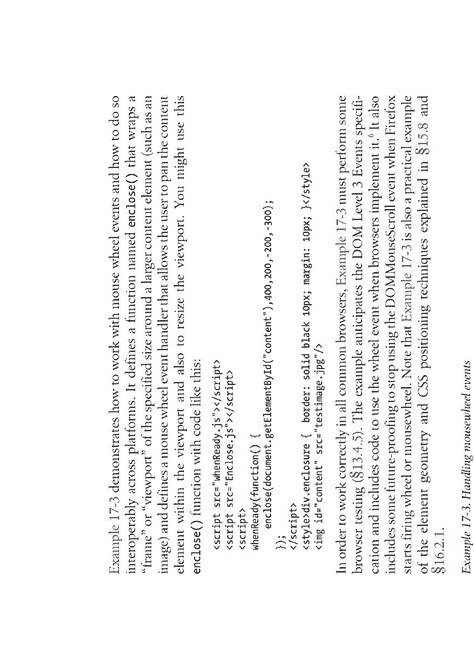 Example 17-3 demonstrates how to work with mouse wheel events and how to do so
interoperably across platforms. It defines a function named enclose() that wraps a
“frame” or “viewport” of the specified size around a larger content element (such as an
image) and defines a mouse wheel event handler that allows the user to pan the content
element within the viewport and also to resize the viewport. You might use this
enclose() function with code like this:
<script src="whenReady.js"></script>
<script src="Enclose.js"></script>
<script>
whenReady(function() {
    enclose(document.getElementById("content"),400,200,-200,-300);
});
</script>
<style>div.enclosure {  border: solid black 10px; margin: 10px; }</style>
<img id="content" src="testimage.jpg"/>
In order to work correctly in all common browsers, Example 17-3 must perform some
browser testing (§13.4.5). The example anticipates the DOM Level 3 Events specifi-
cation and includes code to use the wheel event when browsers implement it.6 It also
includes some future-proofing to stop using the DOMMouseScroll event when Firefox
starts firing wheel or mousewheel. Note that Example 17-3 is also a practical example
of the element geometry and CSS positioning techniques explained in §15.8 and
§16.2.1.
Example 17-3. Handling mousewheel events